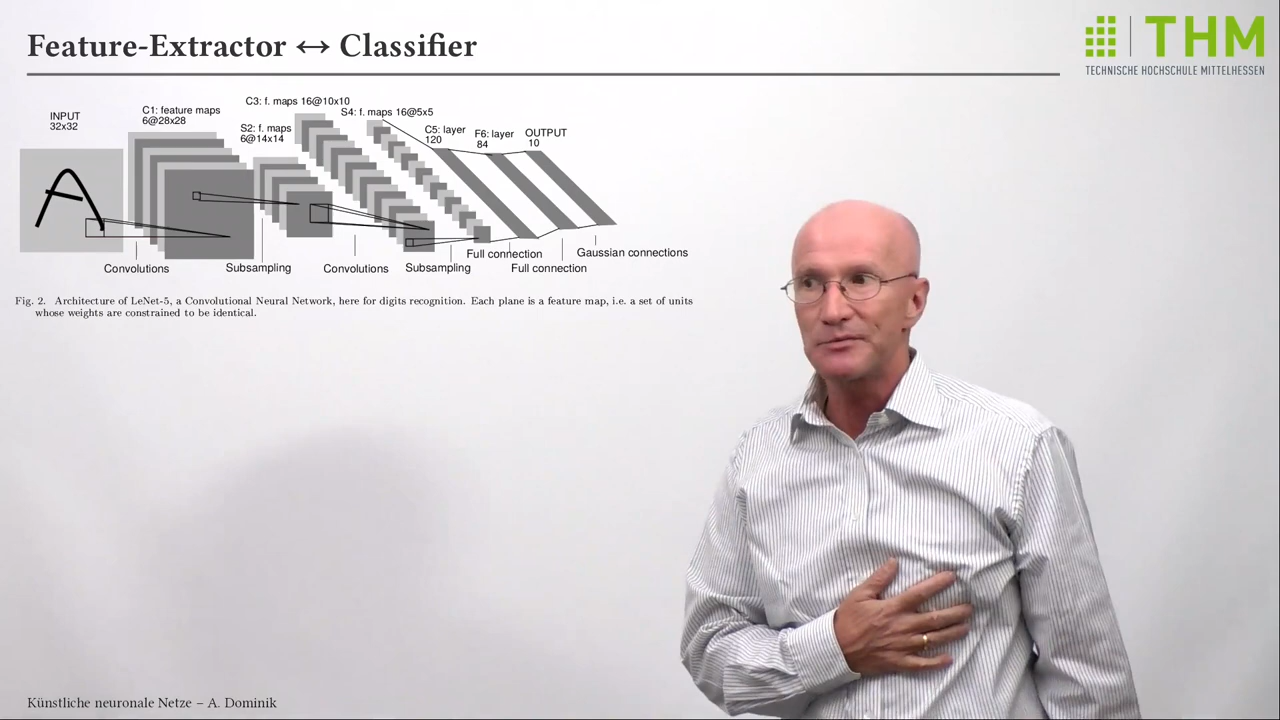 Feature-Extractor ↔ Classifier
THM
TECHNISCHE HOCHSCHULE MITTELHESSEN
INPUT
32x32
C1: feature maps
6@28x28
S2: f. maps
6@14x14
C3: f. maps 16@10x10
S4: f. maps 16@5x5
C5: layer
120
F6: layer
84
OUTPUT
10
A
Convolutions
Subsampling
Convolutions
Subsampling
Full connection
Full connection
Gaussian connections
Fig. 2. Architecture of LeNet-5, a Convolutional Neural Network, here for digits recognition. Each plane is a feature map, i.e. a set of units
whose weights are constrained to be identical.
Künstliche neuronale Netze – A. Dominik